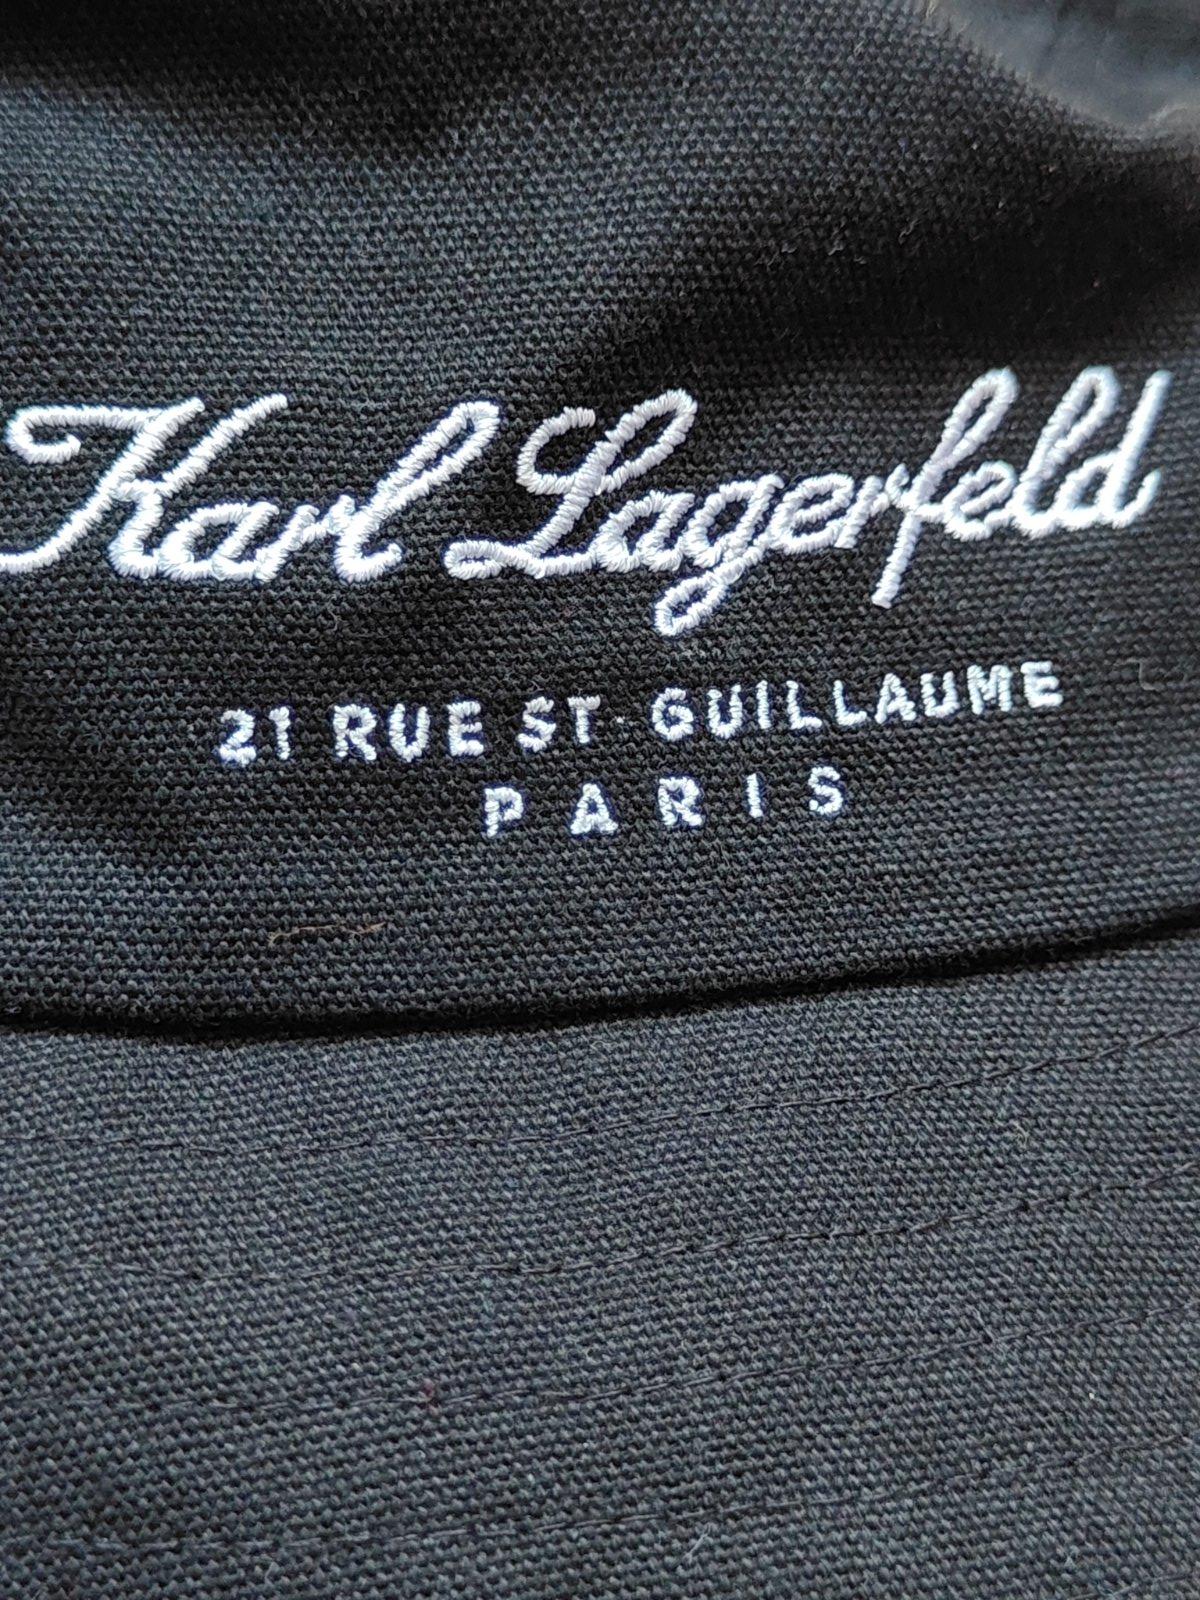 Karl Lagerfeld
21 RUE ST-GUILLAUME
PARIS